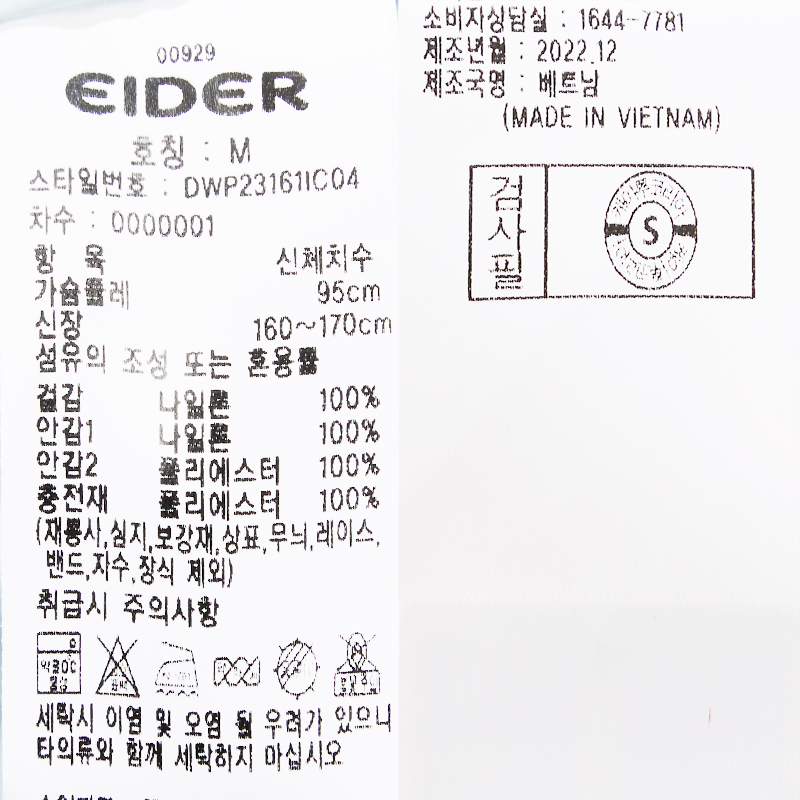 00929
EIDER
호칭 : M
스타일번호 : DWP23161IC04
차수 : 0000001
항 목 신체치수
가슴둘레 95cm
신장 160~170cm
섬유의 조성 또는 혼용률
겉감 나일론 100%
안감1 나일론 100%
안감2 폴리에스터 100%
충전재 폴리에스터 100%
(재봉사,심지,보강재,상표,무늬,레이스,
밴드,자수,장식 제외)
취급시 주의사항
세탁시 이염 및 오염 될 우려가 있으니
타의류와 함께 세탁하지 마십시오
소비자상담실 : 1644-7781
제조년월 : 2022.12
제조국명 : 베트남
(MADE IN VIETNAM)
검사필
S